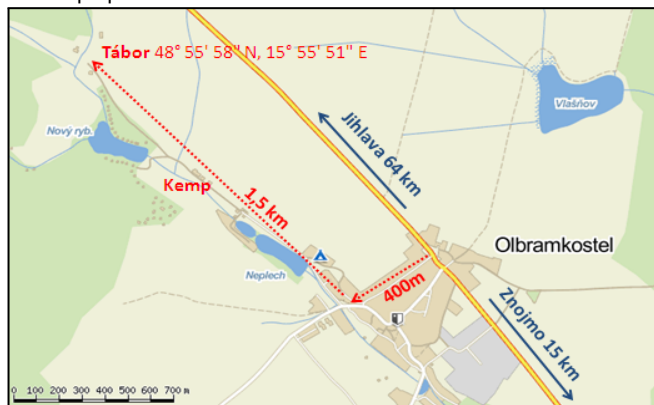 Tábor 48° 55' 58'' N, 15° 55' 51'' E
Vlašňov
Nový ryb.
Jihlava 64 km
Kemp
1,5 km
Olbramkostel
Neplech
400m
Znojmo 15 km
0 100 200 300 400 500 600 700 m